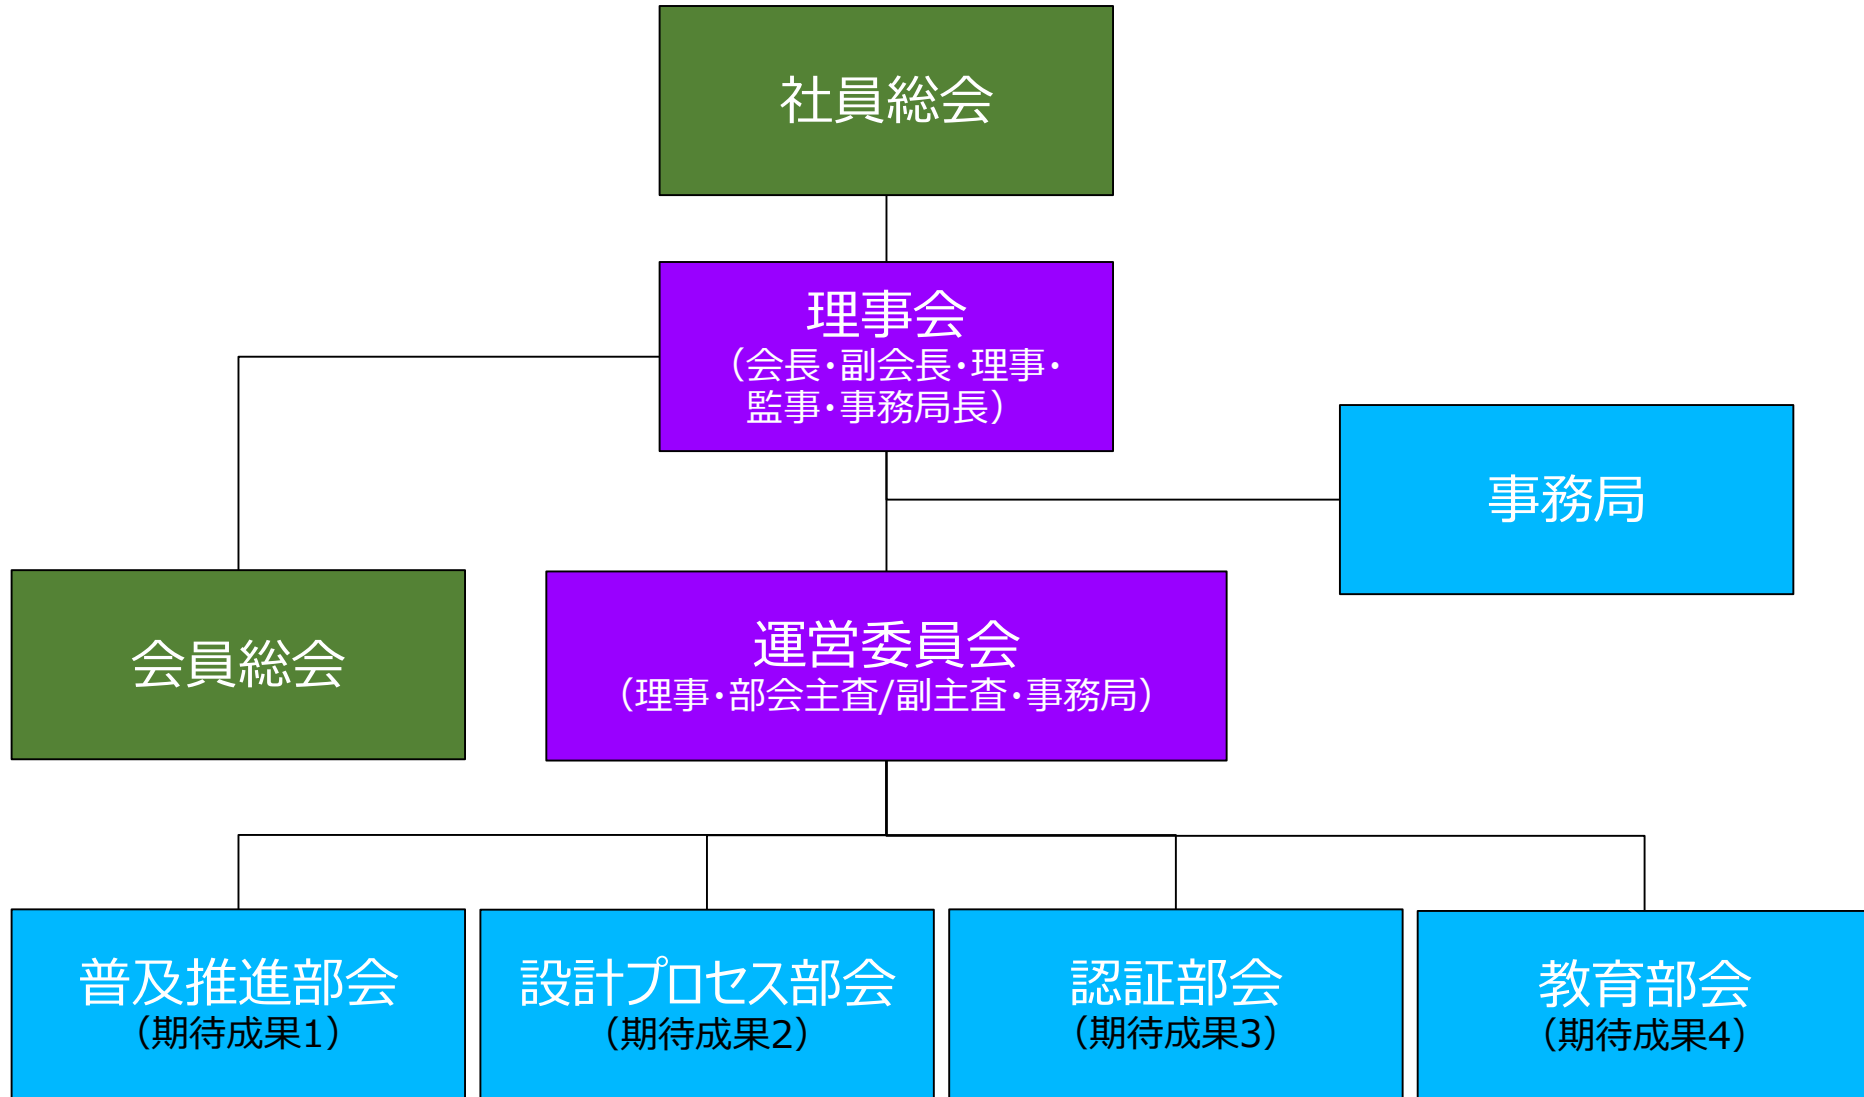 社員総会
理事会
（会長・副会長・理事・
監事・事務局長）
事務局
会員総会
運営委員会
（理事・部会主査/副主査・事務局）
普及推進部会
（期待成果1）
設計プロセス部会
（期待成果2）
認証部会
（期待成果3）
教育部会
（期待成果4）